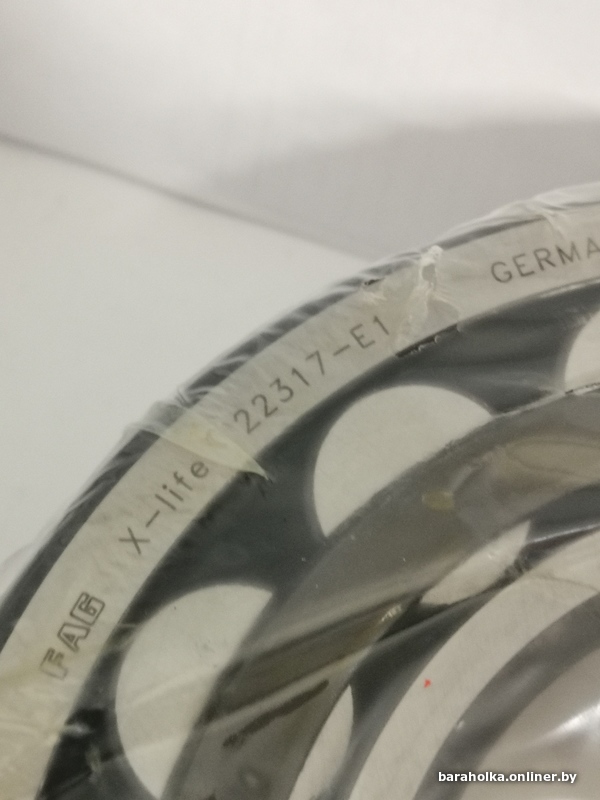 FAG X-life 22317-E1 GERMA
baraholka.onliner.by